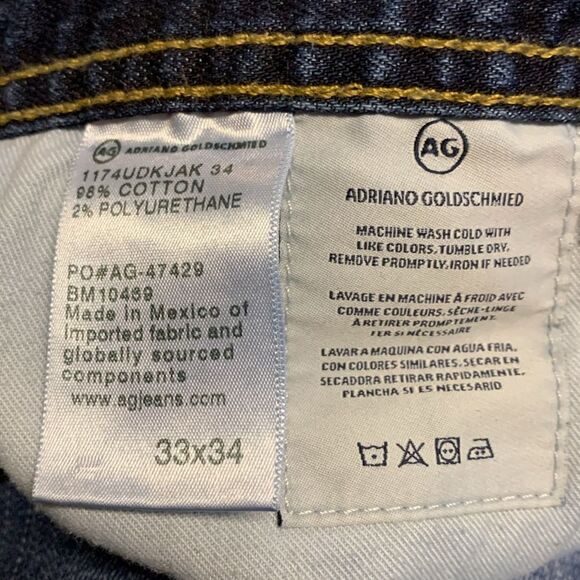 AG ADRIANO GOLDSCHMIED
1174UDKJAK 34
98% COTTON
2% POLYURETHANE
PO#AG-47429
BM10469
Made in Mexico of
Imported fabric and
globally sourced
components
www.agjeans.com
33x34
AG
ADRIANO GOLDSCHMIED
MACHINE WASH COLD WITH
LIKE COLORS. TUMBLE DRY,
REMOVE PROMPTLY. IRON IF NEEDED
LAVAGE EN MACHINE À FROID AVEC
COMME COULEURS. SÈCHE-LINGE
À RETIRER PROMPTEMENT.
FER SI NÉCESSAIRE
LAVAR A MAQUINA CON AGUA FRIA,
CON COLORES SIMILARES. SECAR EN
SECADORA RETIRAR RAPIDAMENTE.
PLANCHA SI ES NECESARIO